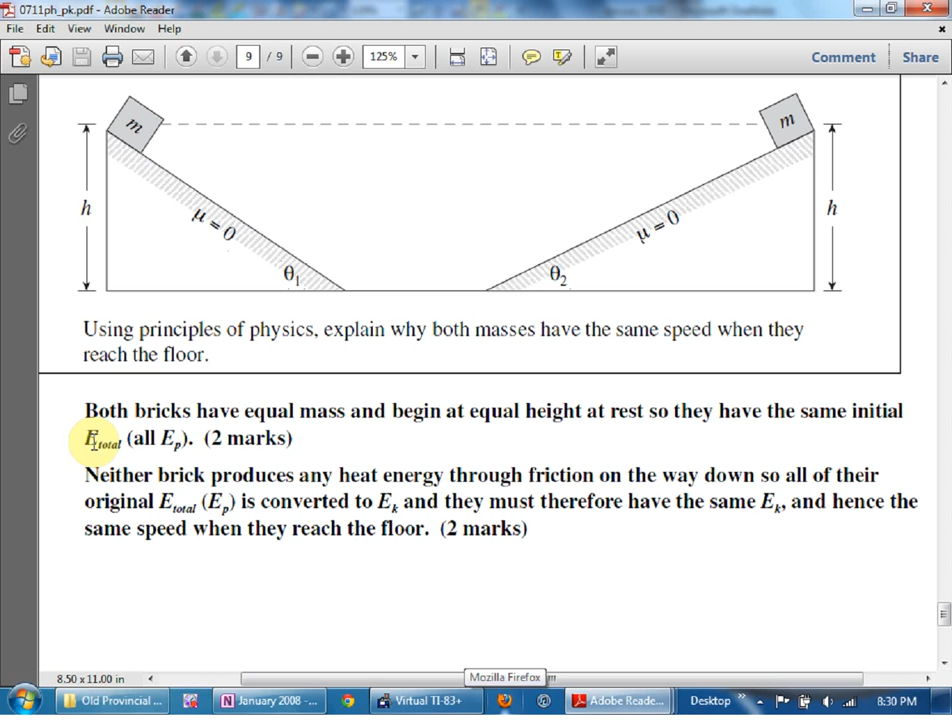 0711ph_pk.pdf - Adobe Reader
File Edit View Window Help
9 / 9 125% Comment Share
m m
h μ = 0 μ = 0 h
θ1 θ2
Using principles of physics, explain why both masses have the same speed when they
reach the floor.
Both bricks have equal mass and begin at equal height at rest so they have the same initial
Etotal (all Ep). (2 marks)
Neither brick produces any heat energy through friction on the way down so all of their
original Etotal (Ep) is converted to Ek and they must therefore have the same Ek, and hence the
same speed when they reach the floor. (2 marks)
8.50 x 11.00 in
Mozilla Firefox
Old Provincial ... January 2008 -... Virtual TI-83+ Adobe Reade... Desktop 8:30 PM